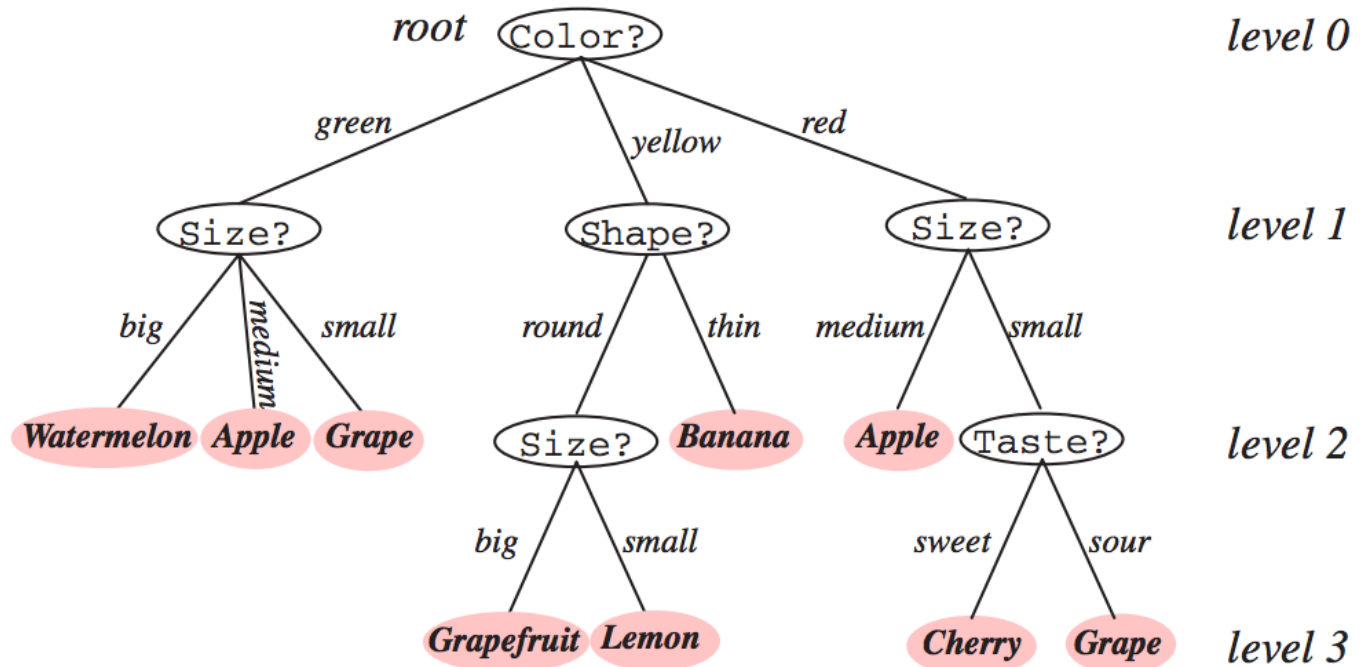 root Color? level 0
green yellow red
Size? Shape? Size? level 1
big medium small round thin medium small
Watermelon Apple Grape Size? Banana Apple Taste? level 2
big small sweet sour
Grapefruit Lemon Cherry Grape level 3